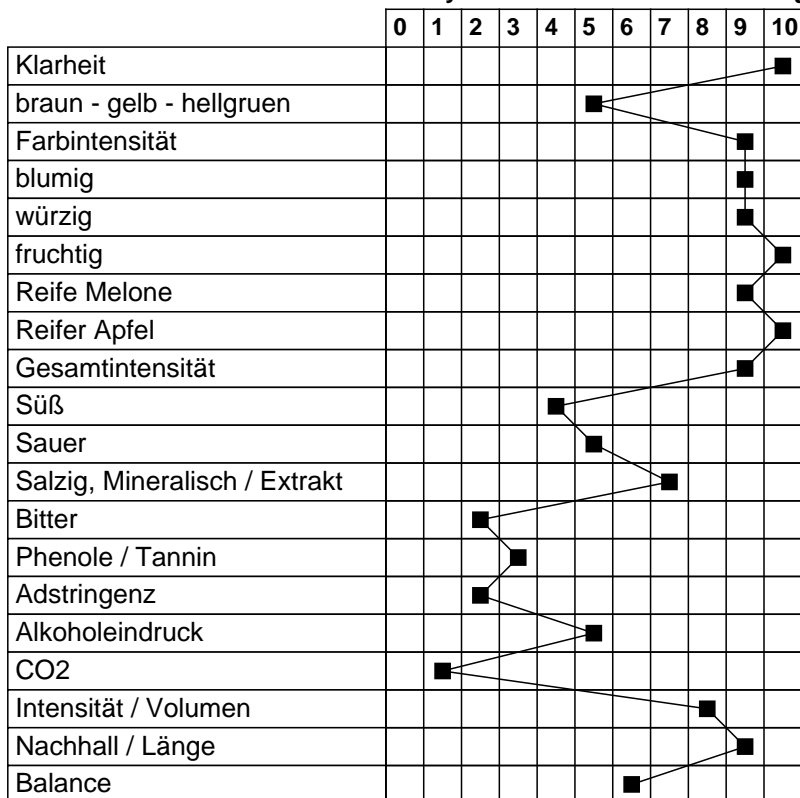 0 1 2 3 4 5 6 7 8 9 10
Klarheit
braun - gelb - hellgruen
Farbintensität
blumig
würzig
fruchtig
Reife Melone
Reifer Apfel
Gesamtintensität
Süß
Sauer
Salzig, Mineralisch / Extrakt
Bitter
Phenole / Tannin
Adstringenz
Alkoholeindruck
CO2
Intensität / Volumen
Nachhall / Länge
Balance